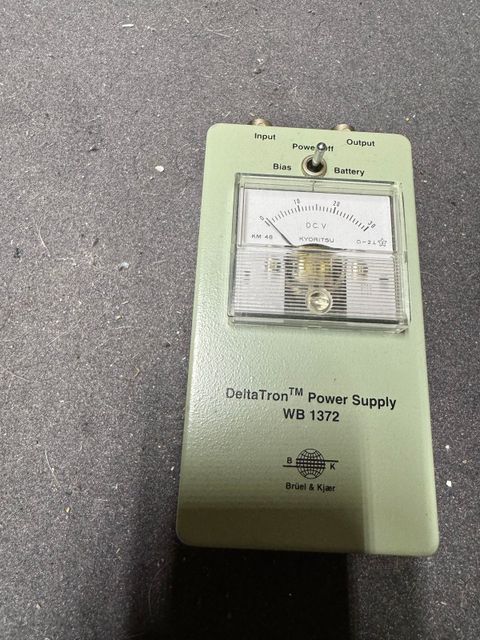 Input
Output
Power Off
Bias
Battery
0 10 20 30
D C. V
KM 48
KYORITSU
DeltaTron™ Power Supply
WB 1372
B K
Brüel & Kjær